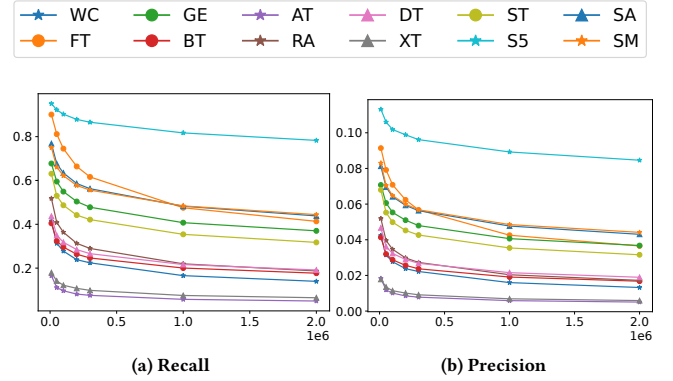 WC GE AT DT ST SA
FT BT RA XT S5 SM
0.8
0.6
0.4
0.2
0.0 0.5 1.0 1.5 2.0
1e6
(a) Recall
0.10
0.08
0.06
0.04
0.02
0.00
0.0 0.5 1.0 1.5 2.0
1e6
(b) Precision